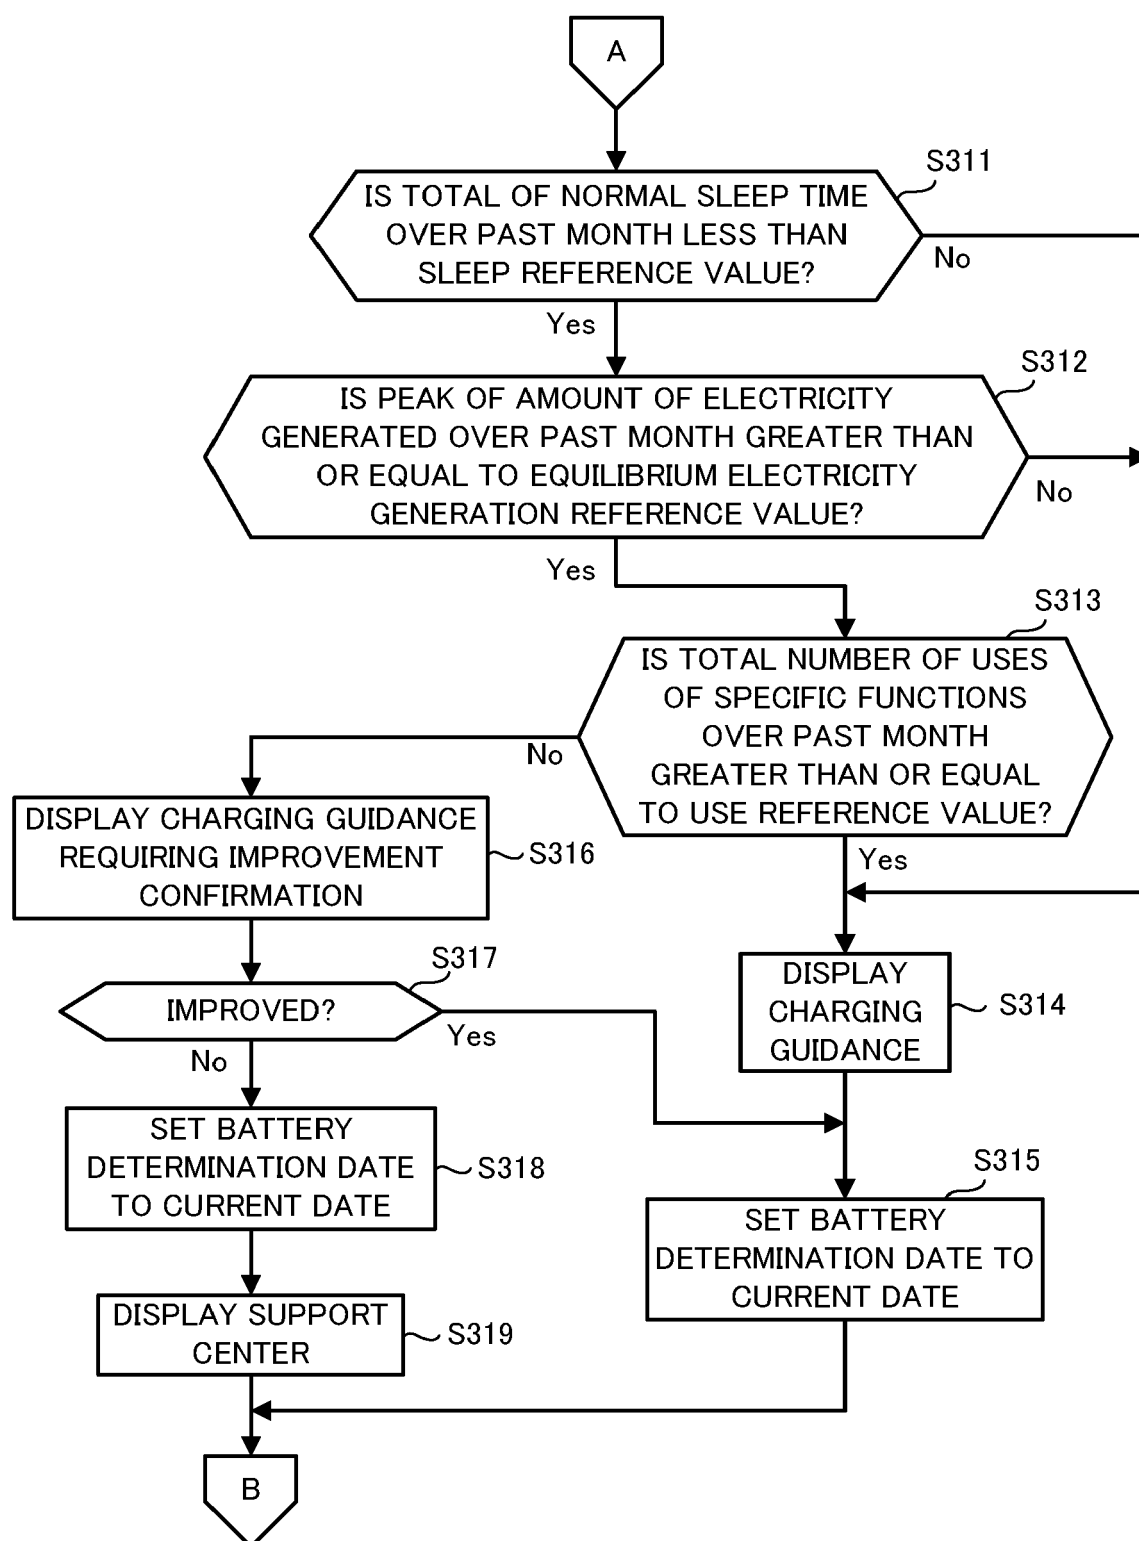 A
S311
IS TOTAL OF NORMAL SLEEP TIME
OVER PAST MONTH LESS THAN
SLEEP REFERENCE VALUE?
No
Yes
S312
IS PEAK OF AMOUNT OF ELECTRICITY
GENERATED OVER PAST MONTH GREATER THAN
OR EQUAL TO EQUILIBRIUM ELECTRICITY
GENERATION REFERENCE VALUE?
No
Yes
S313
IS TOTAL NUMBER OF USES
OF SPECIFIC FUNCTIONS
OVER PAST MONTH
GREATER THAN OR EQUAL
TO USE REFERENCE VALUE?
No
Yes
DISPLAY CHARGING GUIDANCE
REQUIRING IMPROVEMENT
CONFIRMATION
S316
S317
IMPROVED?
Yes
No
DISPLAY
CHARGING
GUIDANCE
S314
SET BATTERY
DETERMINATION DATE
TO CURRENT DATE
S318
S315
SET BATTERY
DETERMINATION DATE TO
CURRENT DATE
DISPLAY SUPPORT
CENTER
S319
B